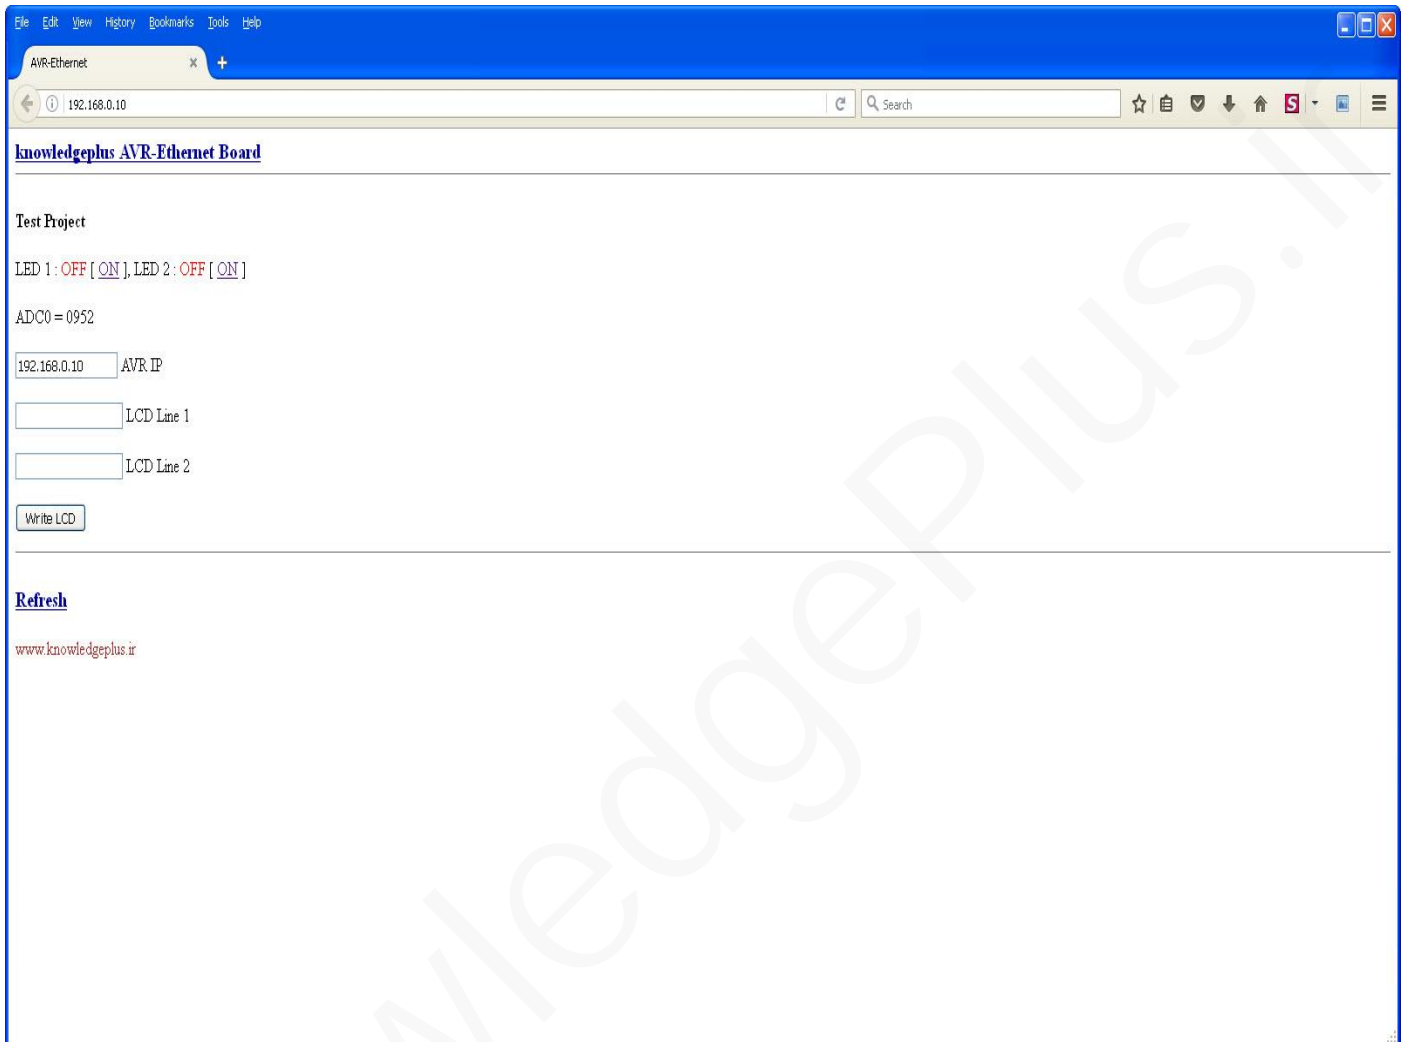 File Edit View History Bookmarks Tools Help
AVR-Ethernet
192.168.0.10
Search
knowledgeplus AVR-Ethernet Board
Test Project
LED 1 : OFF [ ON ], LED 2 : OFF [ ON ]
ADC0 = 0952
192.168.0.10 AVR IP
LCD Line 1
LCD Line 2
Write LCD
Refresh
www.knowledgeplus.ir
wledgePlus.ir